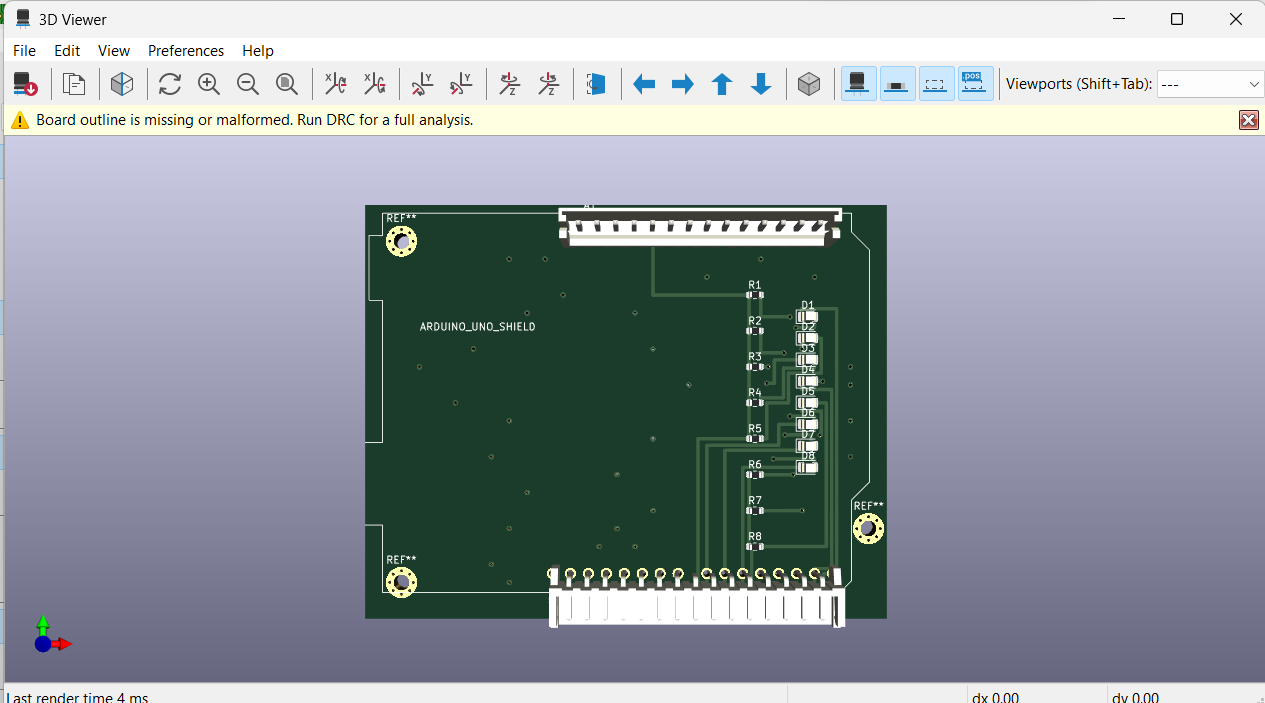 3D Viewer
File Edit View Preferences Help
Viewports (Shift+Tab): ---
Board outline is missing or malformed. Run DRC for a full analysis.
REF**
R1
D1
R2
D2
ARDUINO_UNO_SHIELD
D3
R3
D4
R4
D5
D6
R5
D7
D8
R6
R7
REF**
R8
REF**
Last render time 4 ms dx 0.00 dy 0.00